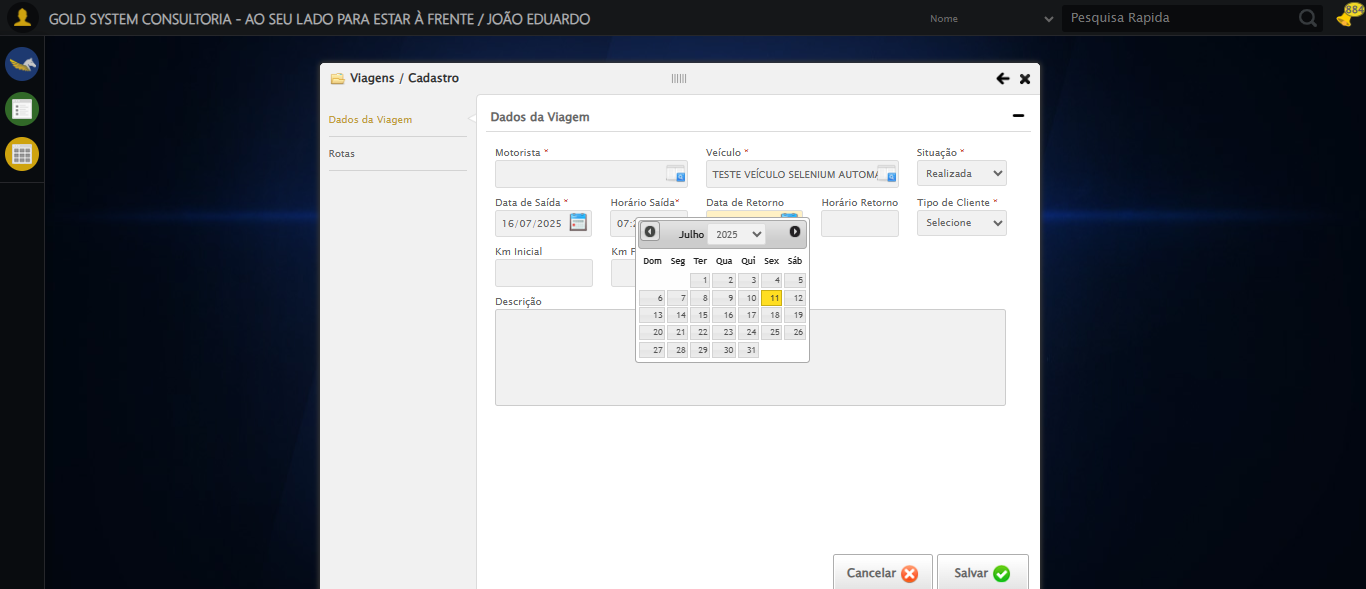 GOLD SYSTEM CONSULTORIA - AO SEU LADO PARA ESTAR À FRENTE / JOÃO EDUARDO
Nome
Pesquisa Rapida
884
Viagens / Cadastro
Dados da Viagem
Rotas
Dados da Viagem
Motorista *
Veículo *
Situação *
TESTE VEÍCULO SELENIUM AUTOMA
Realizada
Data de Saída *
Horário Saída*
Data de Retorno
Horário Retorno
Tipo de Cliente *
16/07/2025
07:
Selecione
Julho 2025
Km Inicial
Km
Dom Seg Ter Qua Qui Sex Sáb
1 2 3 4 5
6 7 8 9 10 11 12
13 14 15 16 17 18 19
20 21 22 23 24 25 26
27 28 29 30 31
Descrição
Cancelar
Salvar